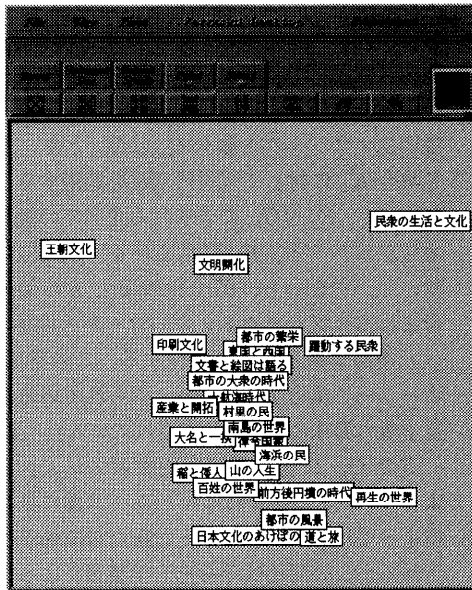 民衆の生活と文化
王朝文化
文明開化
都市の繁栄
印刷文化
躍動する民衆
東国と西国
文書と絵図は語る
都市の大衆の時代
大航海時代
産業と開拓
村里の民
南島の世界
大名と一揆
律令国家
海浜の民
山の人生
稲と倭人
百姓の世界
前方後円墳の時代
再生の世界
都市の風景
日本文化のあけぼの
道と旅